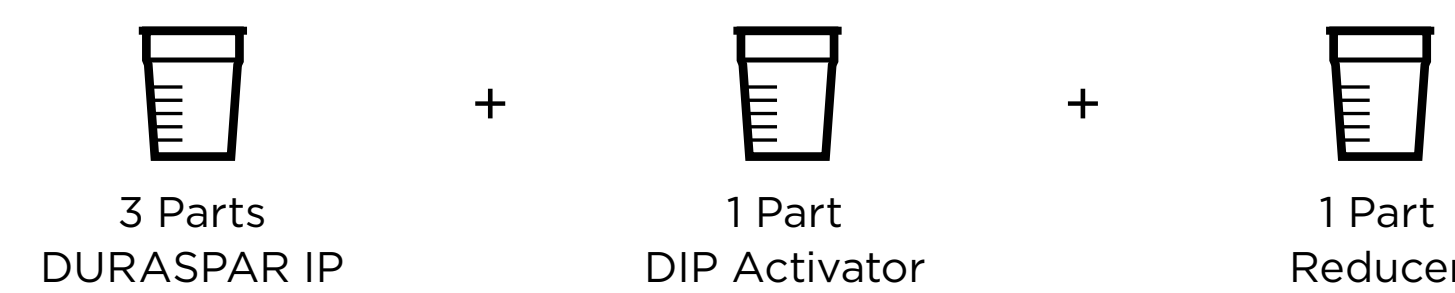 3 Parts
DURASPAR IP
+
1 Part
DIP Activator
+
1 Part
Reducer